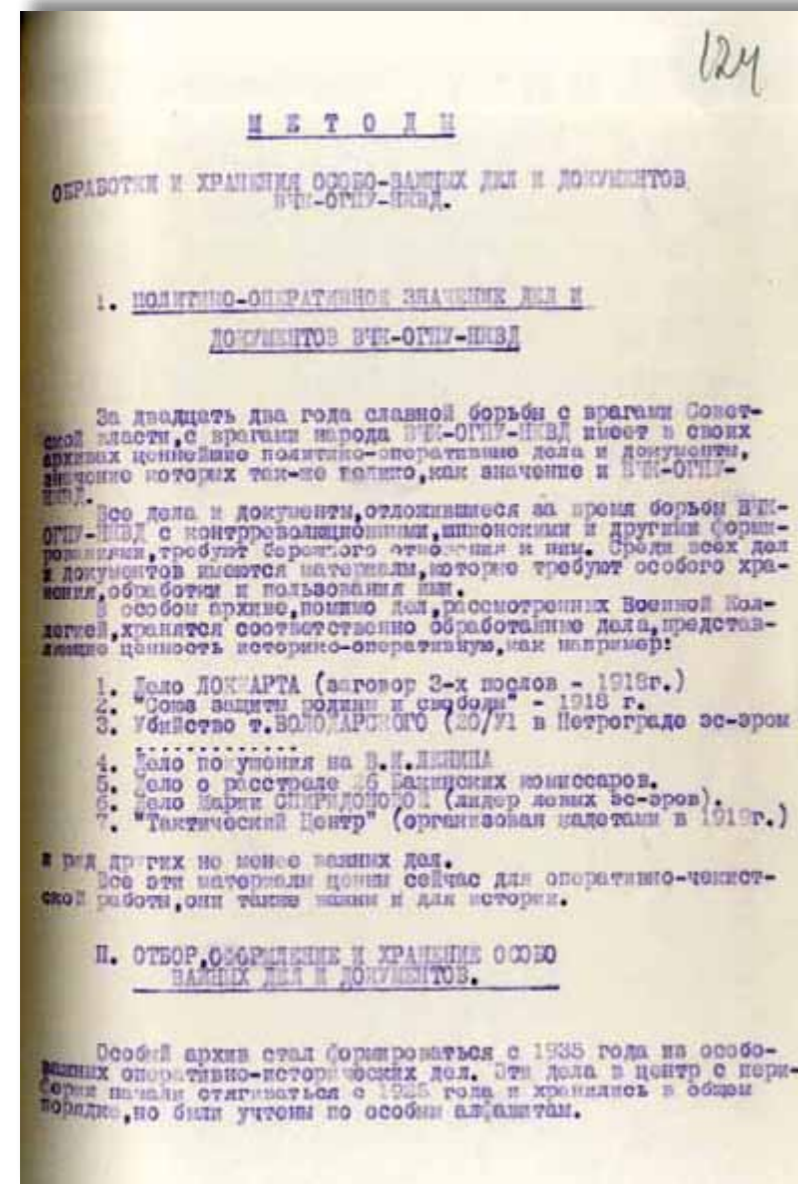 124
МЕТОДЫ
ОБРАБОТКИ И ХРАНЕНИЯ ОСОБО-ВАЖНЫХ ДЕЛ И ДОКУМЕНТОВ
ВЧК-ОГПУ-НКВД.
1. ПОЛИТИКО-ОПЕРАТИВНОЕ ЗНАЧЕНИЕ ДЕЛ И
ДОКУМЕНТОВ ВЧК-ОГПУ-НКВД
За двадцать два года славной борьбы с врагами Совет-
ской власти,с врагами народа ВЧК-ОГПУ-НКВД имеет в своих
архивах ценнейшие политико-оперативные дела и документы,
значение которых так-же велико,как значение и ВЧК-ОГПУ-
НКВД.
Все дела и документы,отложившиеся за время борьбы ВЧК-
ОГПУ-НКВД с контрреволюционными,шпионскими и другими форми-
рованиями,требуют бережного отношения к ним. Среди всех дел
и документов имеются материалы,которые требуют особого хра-
нения,обработки и пользования ими.
В особом архиве,помимо дел,рассмотренных Военной Кол-
легией,хранятся соответственно обработанные дела,представ-
ляющие ценность историко-оперативную,как например:
1. Дело ЛОККАРТА (заговор 3-х послов - 1918г.)
2. "Союз защиты родины и свободы" - 1918 г.
3. Убийство т.ВОЛОДАРСКОГО (20/У1 в Петрограде эс-эром
4. Дело покушения на В.И.ЛЕНИНА
5. Дело о расстреле 26 Бакинских комиссаров.
6. Дело Марии СПИРИДОНОВОЙ (лидер левых эс-эров).
7. "Тактический Центр" (организован кадетами в 1919г.)
и ряд других не менее важных дел.
Все эти материалы ценны сейчас для оперативно-чекист-
ской работы,они также важны и для истории.
П. ОТБОР,ОФОРМЛЕНИЕ И ХРАНЕНИЕ ОСОБО
ВАЖНЫХ ДЕЛ И ДОКУМЕНТОВ.
Особый архив стал формироваться с 1935 года из особо-
важных оперативно-исторических дел. Эти дела в центр с пери-
ферии начали стягиваться с года и хранились в общем
порядке,но были учтены по особым алфавитам.